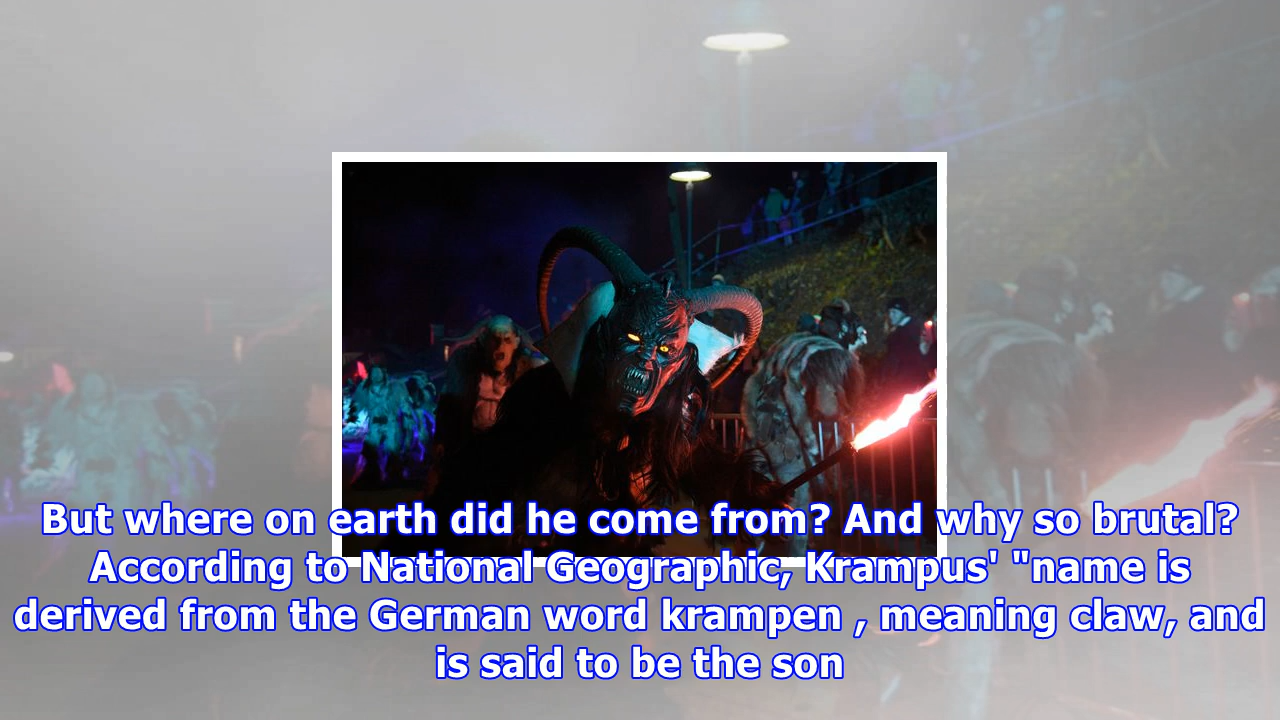 But where on earth did he come from? And why so brutal?
According to National Geographic, Krampus' "name is
derived from the German word krampen , meaning claw, and
is said to be the son